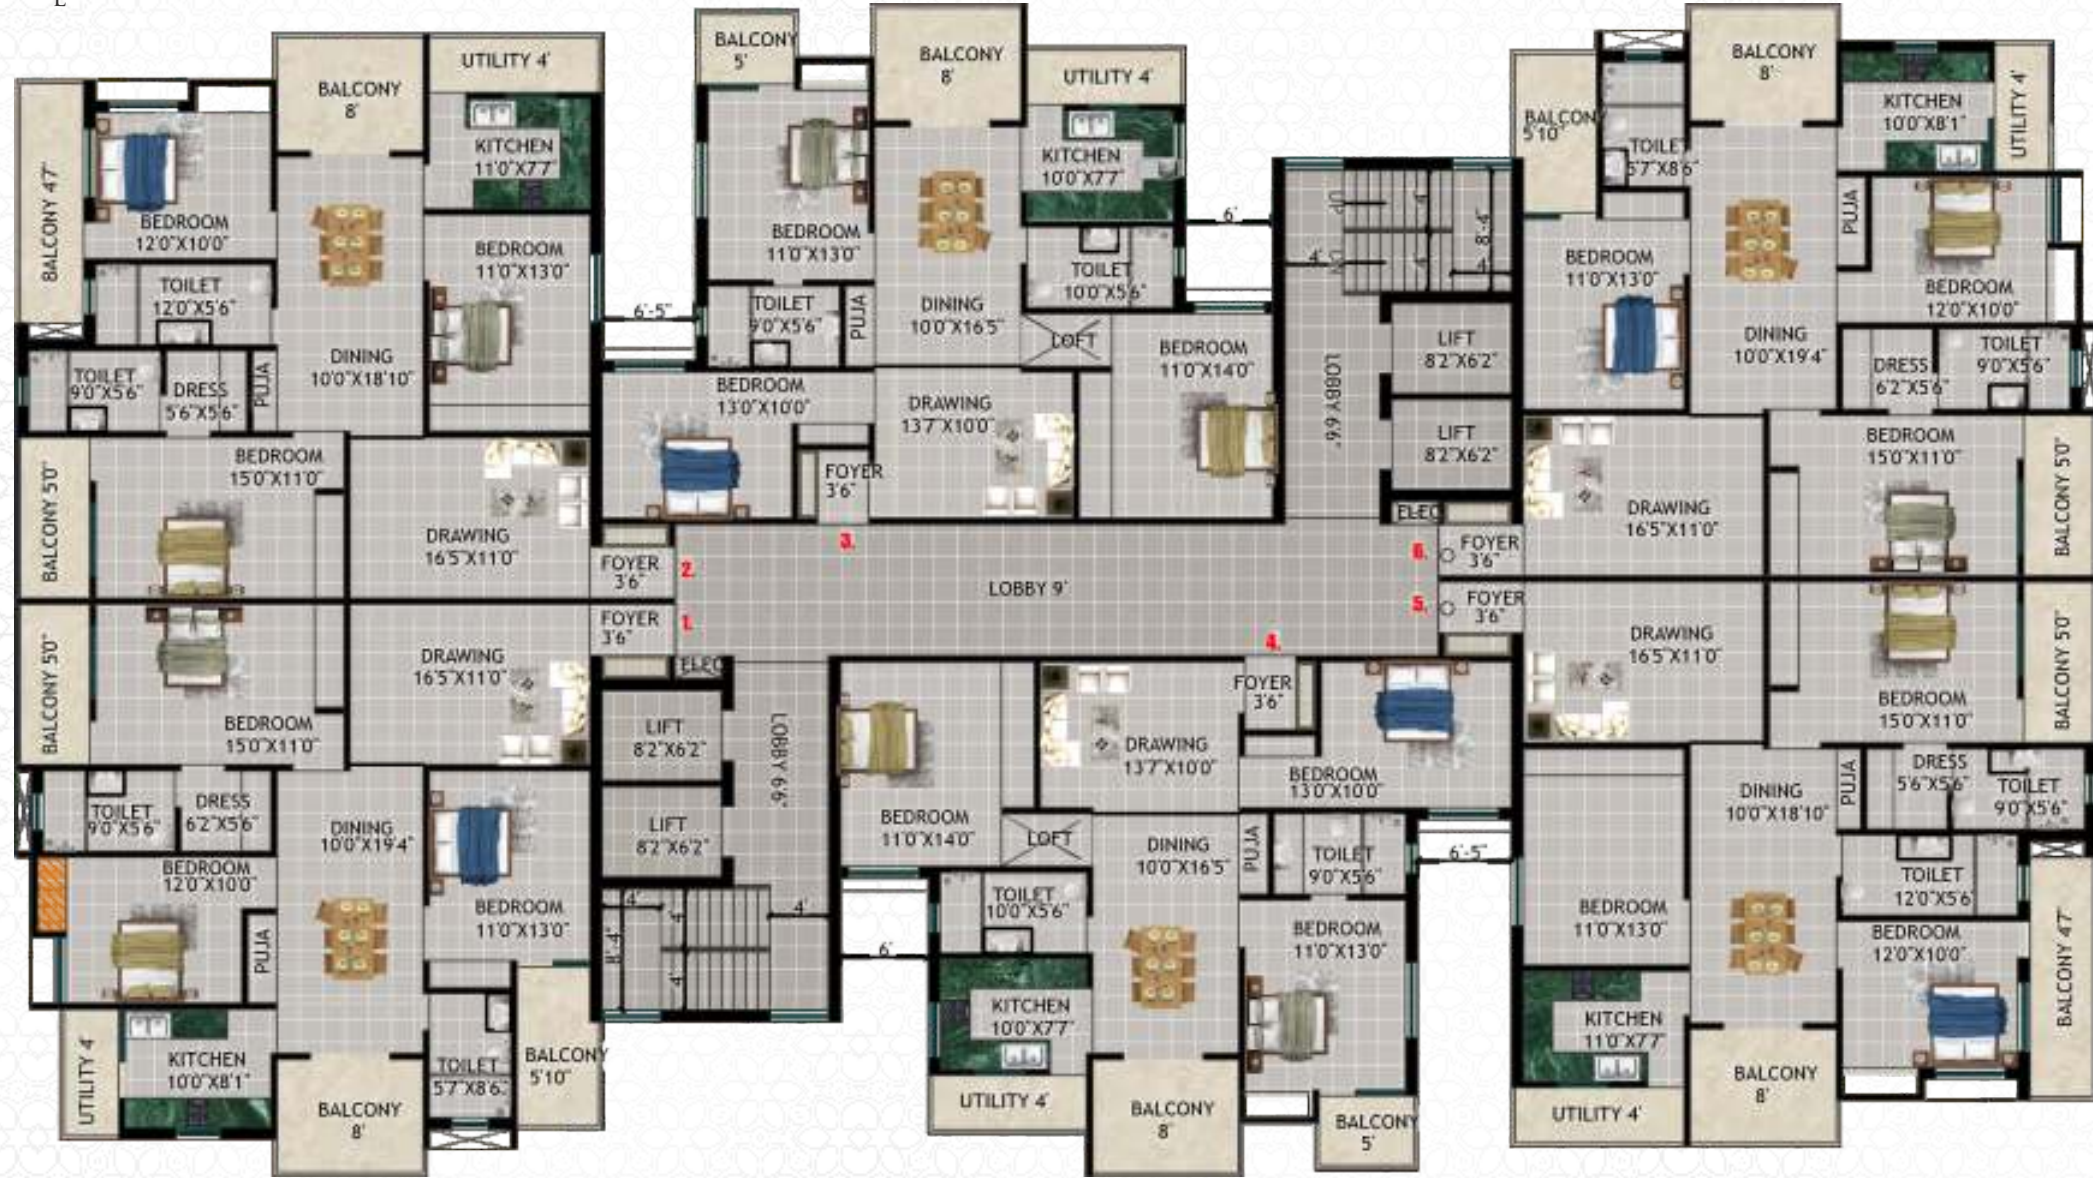 L
BALCONY 8'
UTILITY 4'
BALCONY 4'7"
KITCHEN
11'0"X7'7"
BEDROOM
12'0"X10'0"
BEDROOM
11'0"X13'0"
TOILET
12'0"X5'6"
DINING
10'0"X18'10"
TOILET
9'0"X5'6"
DRESS
5'6"X5'6"
PUJA
BEDROOM
15'0"X11'0"
BALCONY 5'0"
DRAWING
16'5"X11'0"
FOYER
3'6"
2.
BALCONY
5'
BALCONY
8'
UTILITY 4'
KITCHEN
10'0"X7'7"
BEDROOM
11'0"X13'0"
TOILET
10'0"X5'6"
6'
6'-5"
TOILET
9'0"X5'6"
PUJA
DINING
10'0"X16'5"
LOFT
BEDROOM
11'0"X14'0"
BEDROOM
13'0"X10'0"
DRAWING
13'7"X10'0"
FOYER
3'6"
3.
UP
4'
4'
4'
4'
8'-4"
LOBBY 6'6"
LIFT
8'2"X6'2"
LIFT
8'2"X6'2"
ELEC
BALCONY
8'
BALCONY
5'10"
TOILET
5'7"X8'6"
KITCHEN
10'0"X8'1"
UTILITY 4'
PUJA
BEDROOM
11'0"X13'0"
BEDROOM
12'0"X10'0"
DINING
10'0"X19'4"
DRESS
6'2"X5'6"
TOILET
9'0"X5'6"
BEDROOM
15'0"X11'0"
BALCONY 5'0"
DRAWING
16'5"X11'0"
6.
FOYER
3'6"
LOBBY 9'
1.
FOYER
3'6"
ELEC
BALCONY 5'0"
DRAWING
16'5"X11'0"
BEDROOM
15'0"X11'0"
TOILET
9'0"X5'6"
DRESS
6'2"X5'6"
DINING
10'0"X19'4"
BEDROOM
12'0"X10'0"
PUJA
BEDROOM
11'0"X13'0"
UTILITY 4'
KITCHEN
10'0"X8'1"
BALCONY
8'
TOILET
5'7"X8'6"
BALCONY
5'10"
LIFT
8'2"X6'2"
LIFT
8'2"X6'2"
LOBBY 6'6"
4'
4'
4'
4'
8'-4"
4.
FOYER
3'6"
DRAWING
13'7"X10'0"
BEDROOM
13'0"X10'0"
BEDROOM
11'0"X14'0"
LOFT
DINING
10'0"X16'5"
PUJA
TOILET
9'0"X5'6"
6'-5"
TOILET
10'0"X5'6"
6'
BEDROOM
11'0"X13'0"
KITCHEN
10'0"X7'7"
UTILITY 4'
BALCONY
8'
BALCONY
5'
5.
FOYER
3'6"
DRAWING
16'5"X11'0"
BEDROOM
15'0"X11'0"
BALCONY 5'0"
DINING
10'0"X18'10"
PUJA
DRESS
5'6"X5'6"
TOILET
9'0"X5'6"
TOILET
12'0"X5'6"
BEDROOM
11'0"X13'0"
BEDROOM
12'0"X10'0"
BALCONY 4'7"
KITCHEN
11'0"X7'7"
UTILITY 4'
BALCONY
8'